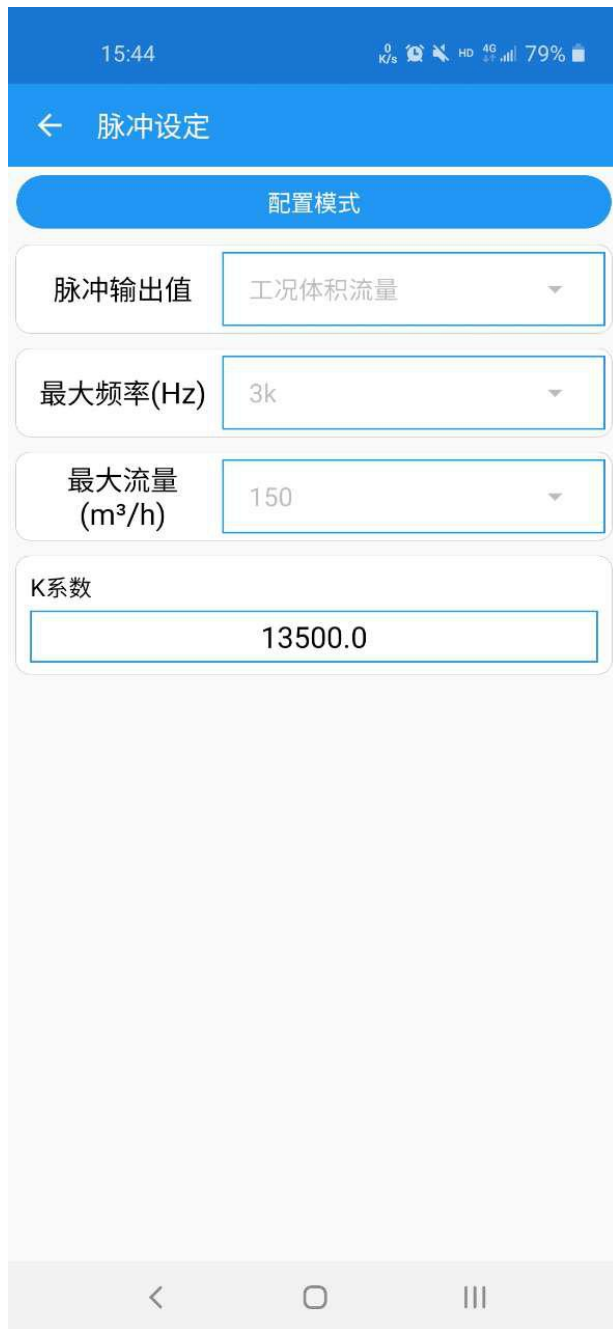 15:44
0 K/s HD 4G 79%
脉冲设定
配置模式
脉冲输出值
工况体积流量
最大频率(Hz)
3k
最大流量
(m³/h)
150
K系数
13500.0